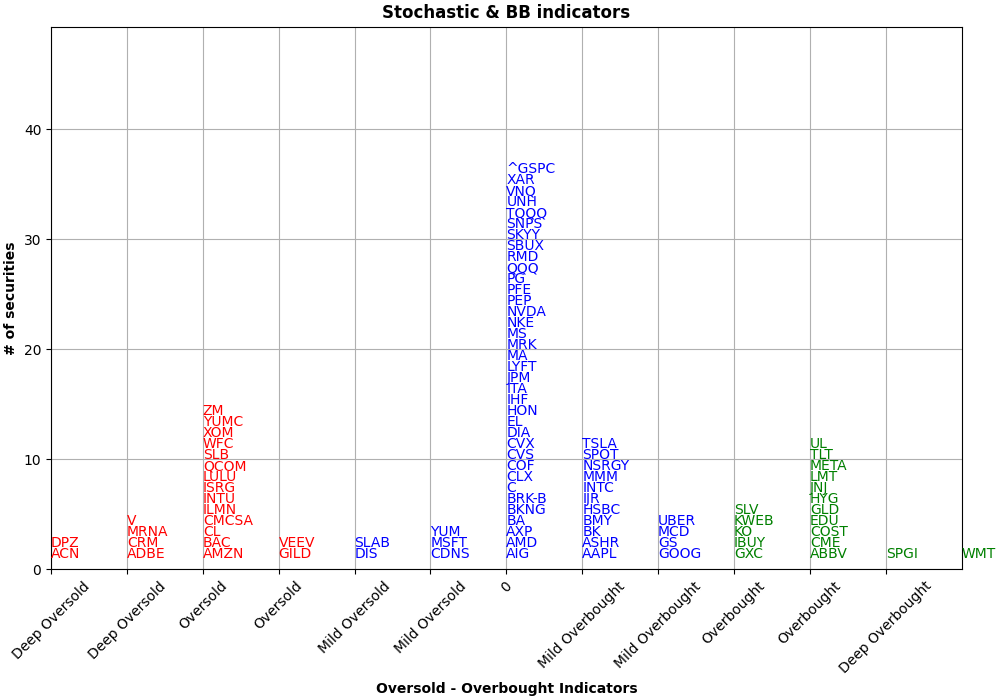 Stochastic & BB indicators
# of securities
40
30
20
10
0
DPZ
ACN
V
MRNA
CRM
ADBE
ZM
YUMC
XOM
WFC
SLB
QCOM
LULU
ISRG
INTU
ILMN
CMCSA
CL
BAC
AMZN
VEEV
GILD
SLAB
DIS
YUM
MSFT
CDNS
^GSPC
XAR
VNQ
UNH
TQQQ
SNPS
SKYY
SBUX
RMD
QQQ
PG
PFE
PEP
NVDA
NKE
MS
MRK
MA
LYFT
JPM
ITA
IHF
HON
EL
DIA
CVX
CVS
COF
CLX
C
BRK-B
BKNG
BA
AXP
AMD
AIG
TSLA
SPOT
NSRGY
MMM
INTC
IJR
HSBC
BMY
BK
ASHR
AAPL
UBER
MCD
GS
GOOG
SLV
KWEB
KO
IBUY
GXC
UL
TLT
META
LMT
JNJ
HYG
GLD
EDU
COST
CME
ABBV
SPGI
WMT
Deep Oversold
Deep Oversold
Oversold
Oversold
Mild Oversold
Mild Oversold
0
Mild Overbought
Mild Overbought
Overbought
Overbought
Deep Overbought
Oversold - Overbought Indicators